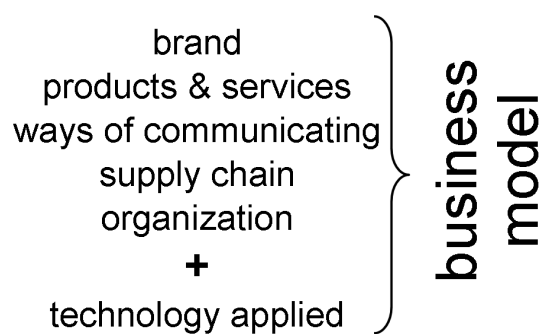 brand
products & services
ways of communicating
supply chain
organization
+
technology applied
business
model